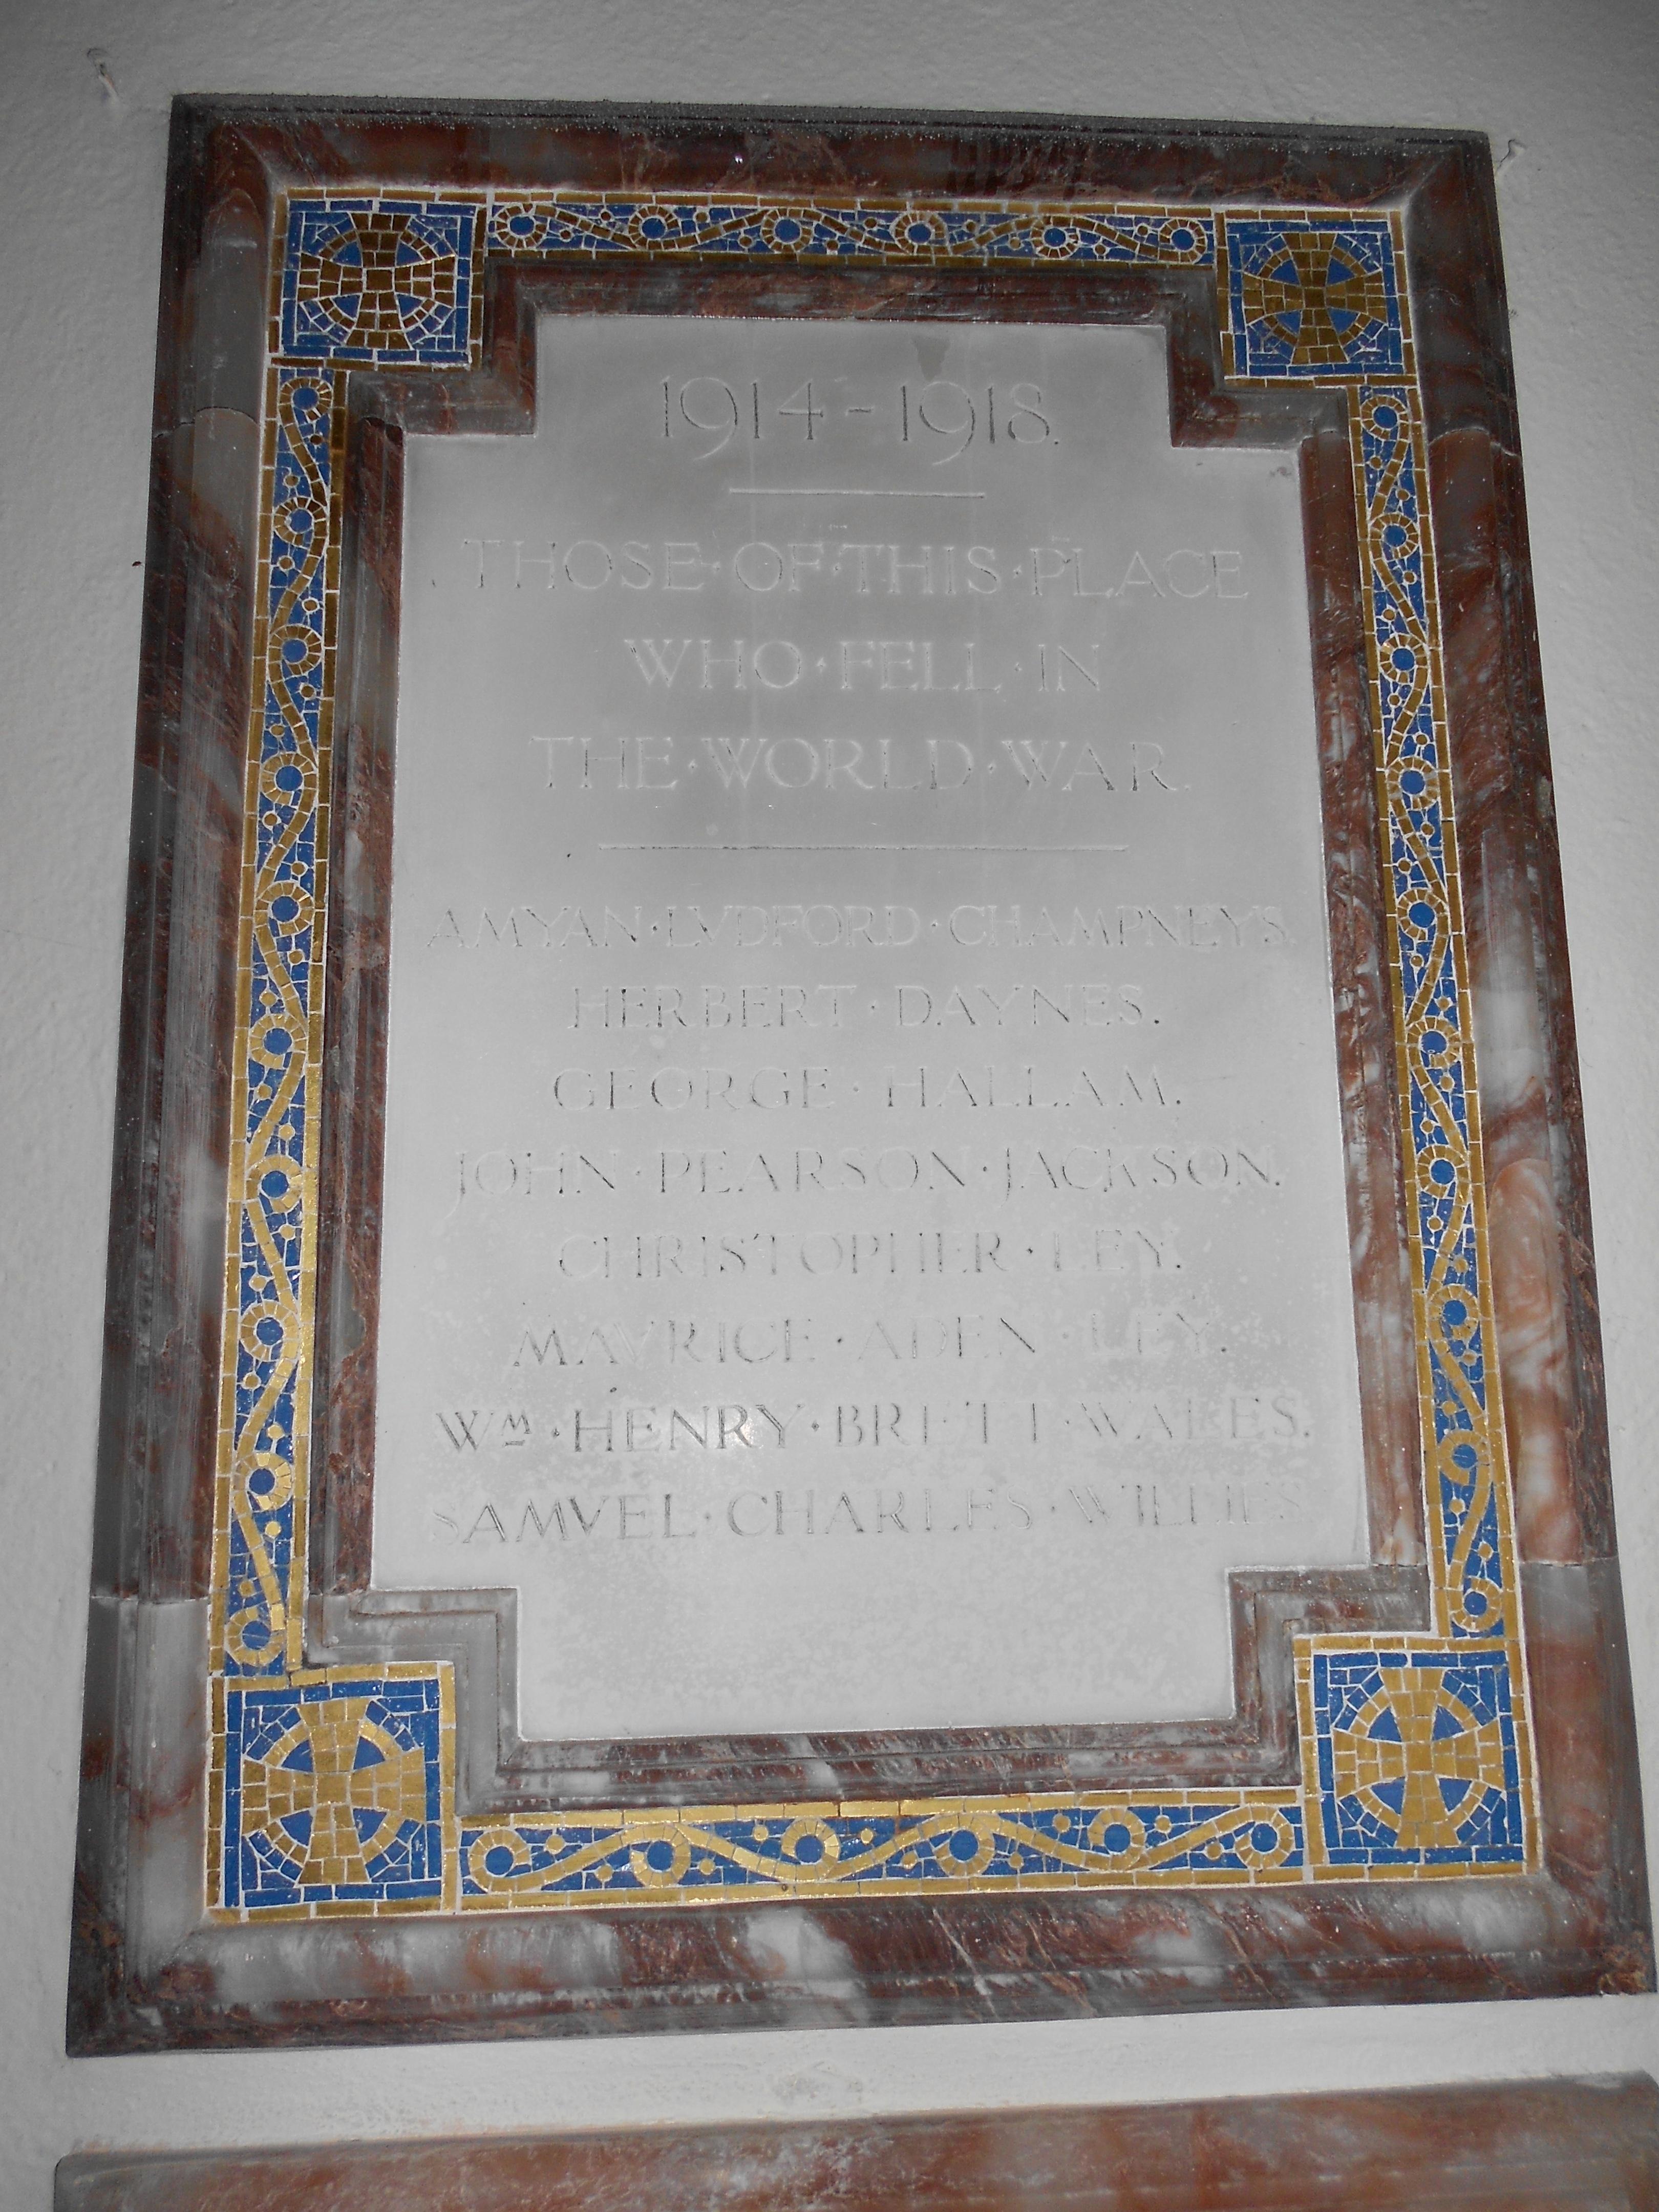 1914-1918.
THOSE·OF·THIS·PLACE
WHO·FELL·IN
THE·WORLD·WAR.
AMYAN·LVDFORD·CHAMPNEYS.
HERBERT·DAYNES.
GEORGE·HALLAM.
JOHN·PEARSON·JACKSON.
CHRISTOPHER·LEY.
MAVRICE·ADEN·LEY.
WM·HENRY·BRETT·WALES.
SAMVEL·CHARLES